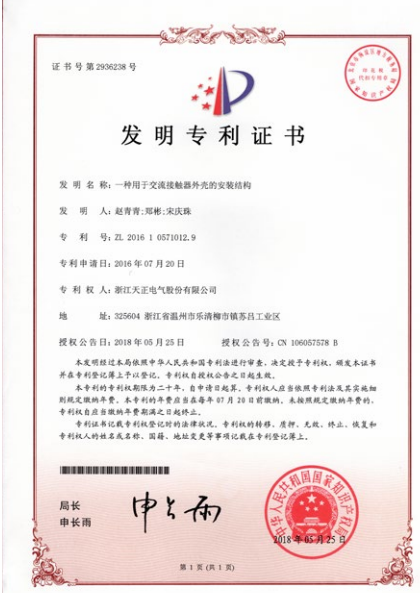 证书号第2936238号
发明专利证书
发 明 名 称：一种用于交流接触器外壳的安装结构
发 明 人：赵青青;郑彬;宋庆珠
专 利 号：ZL 2016 1 0571012.9
专利申请日：2016年07月20日
专 利 权 人：浙江天正电气股份有限公司
地 址：325604 浙江省温州市乐清柳市镇苏吕工业区
授权公告日：2018年05月25日 授权公告号：CN 106057578 B
本发明经过本局依照中华人民共和国专利法进行审查，决定授予专利权，颁发本证书
并在专利登记簿上予以登记。专利权自授权公告之日起生效。
本专利的专利权期限为二十年，自申请日起算。专利权人应当依照专利法及其实施细
则规定缴纳年费。本专利的年费应当在每年07月20日前缴纳。未按照规定缴纳年费的，
专利权自应当缴纳年费期满之日起终止。
专利证书记载专利权登记时的法律状况。专利权的转移、质押、无效、终止、恢复和
专利权人的姓名或名称、国籍、地址变更等事项记载在专利登记簿上。
局长
申长雨
申长雨
中华人民共和国国家知识产权局
2018年05月25日
第 1 页 (共 1 页)